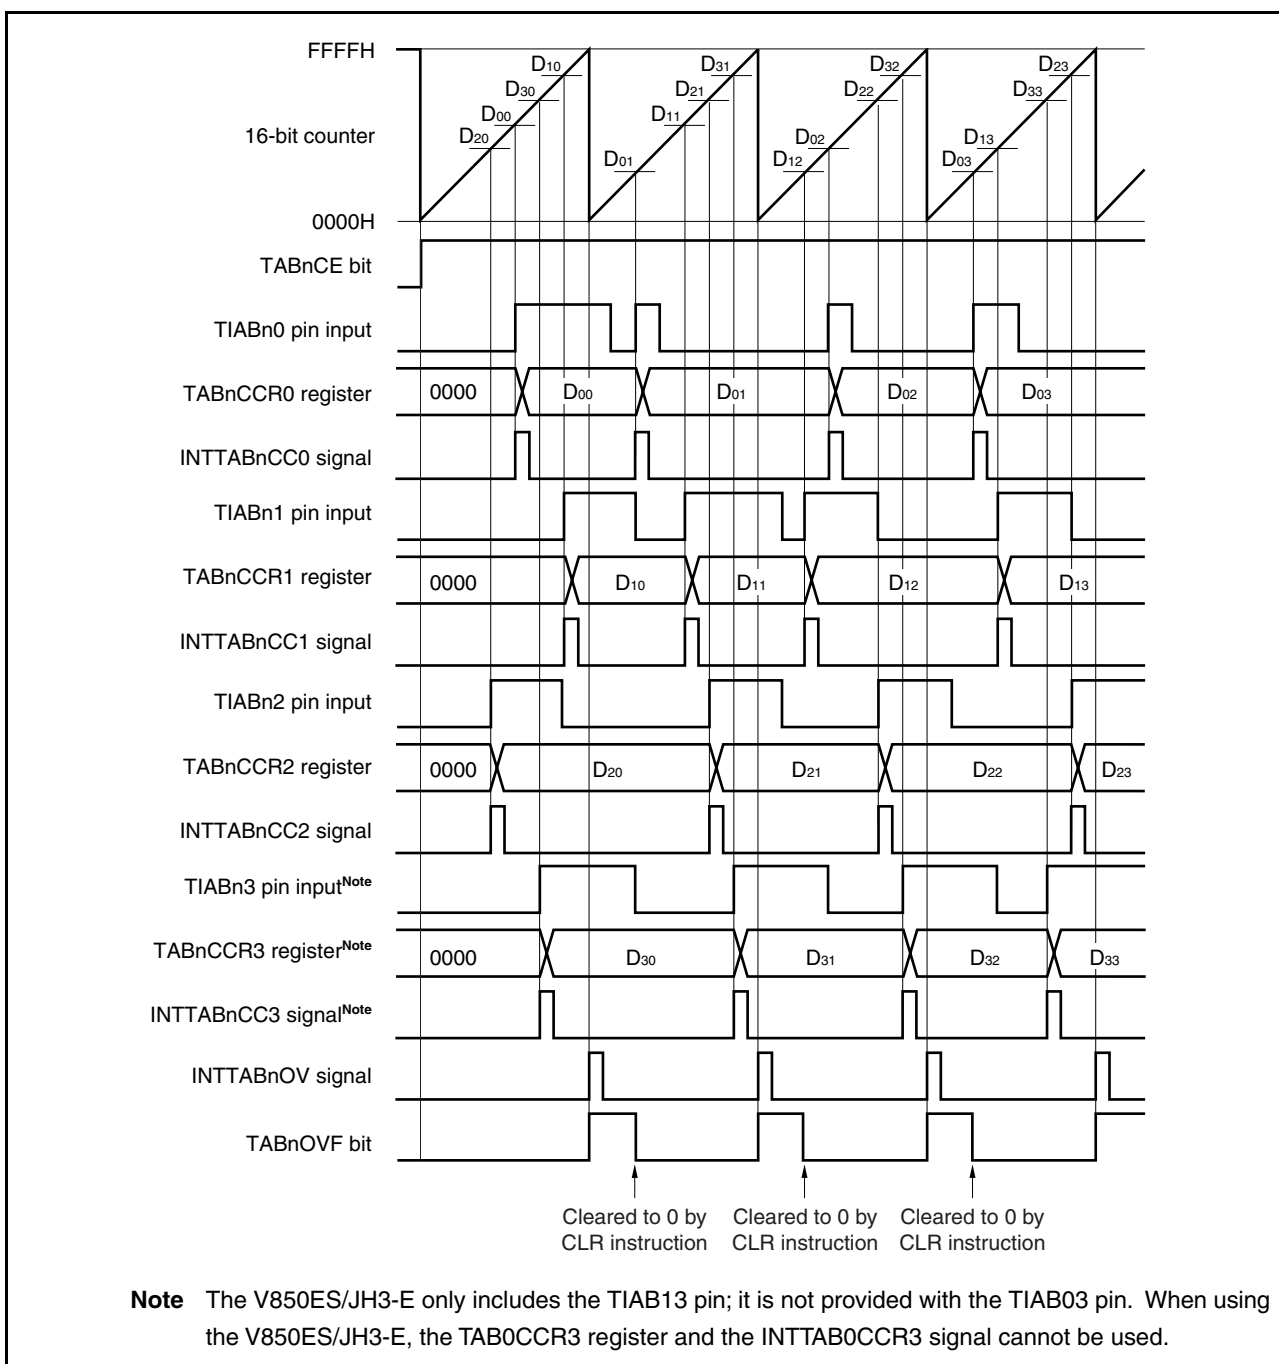 FFFFH
D10
D31
D32
D23
D30
D21
D22
D33
D00
D11
16-bit counter
D20
D02
D13
D01
D12
D03
0000H
TABnCE bit
TIABn0 pin input
TABnCCR0 register 0000 D00 D01 D02 D03
INTTABnCC0 signal
TIABn1 pin input
TABnCCR1 register 0000 D10 D11 D12 D13
INTTABnCC1 signal
TIABn2 pin input
TABnCCR2 register 0000 D20 D21 D22 D23
INTTABnCC2 signal
TIABn3 pin inputNote
TABnCCR3 registerNote 0000 D30 D31 D32 D33
INTTABnCC3 signalNote
INTTABnOV signal
TABnOVF bit
Cleared to 0 by Cleared to 0 by Cleared to 0 by
CLR instruction CLR instruction CLR instruction
Note The V850ES/JH3-E only includes the TIAB13 pin; it is not provided with the TIAB03 pin. When using
the V850ES/JH3-E, the TAB0CCR3 register and the INTTAB0CCR3 signal cannot be used.